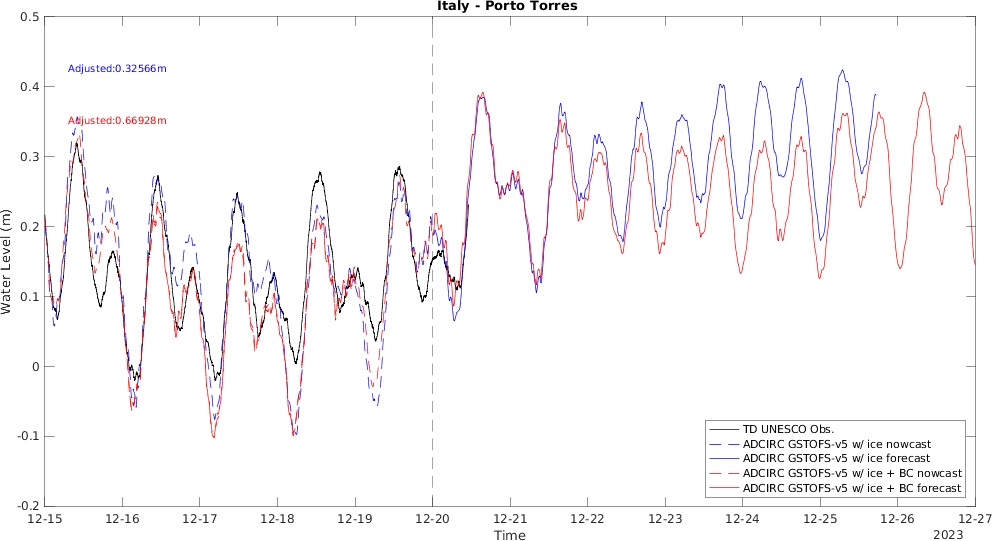 Italy - Porto Torres
0.5
0.4
0.3
0.2
0.1
0
-0.1
-0.2
Water Level (m)
Adjusted:0.32566m
Adjusted:0.66928m
TD UNESCO Obs.
ADCIRC GSTOFS-v5 w/ ice nowcast
ADCIRC GSTOFS-v5 w/ ice forecast
ADCIRC GSTOFS-v5 w/ ice + BC nowcast
ADCIRC GSTOFS-v5 w/ ice + BC forecast
12-15 12-16 12-17 12-18 12-19 12-20 12-21 12-22 12-23 12-24 12-25 12-26 12-27
Time
2023